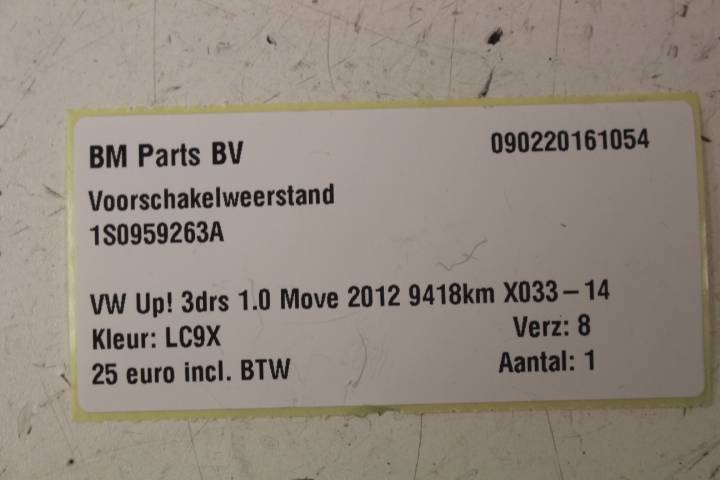 BM Parts BV 090220161054
Voorschakelweerstand
1S0959263A
VW Up! 3drs 1.0 Move 2012 9418km X033-14
Kleur: LC9X Verz: 8
25 euro incl. BTW Aantal: 1